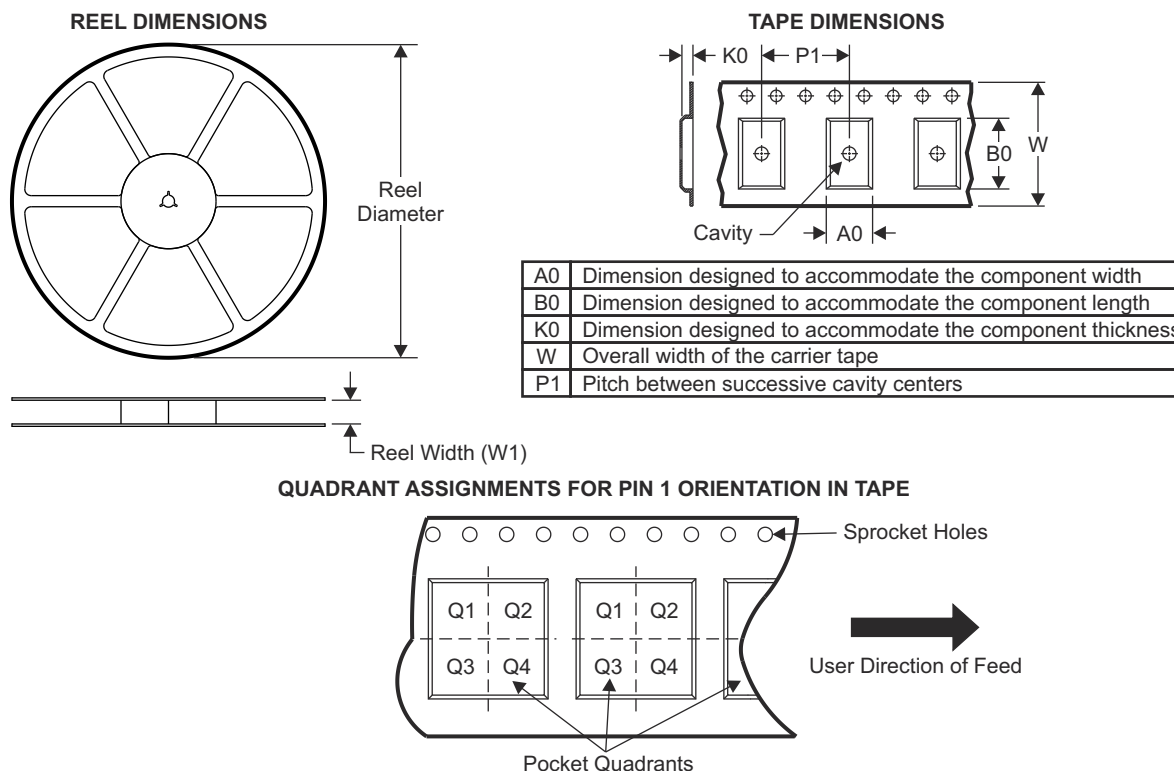 REEL DIMENSIONS
Reel
Diameter
Reel Width (W1)
TAPE DIMENSIONS
K0
P1
B0
W
Cavity
A0
A0 Dimension designed to accommodate the component width
B0 Dimension designed to accommodate the component length
K0 Dimension designed to accommodate the component thickness
W Overall width of the carrier tape
P1 Pitch between successive cavity centers
QUADRANT ASSIGNMENTS FOR PIN 1 ORIENTATION IN TAPE
Sprocket Holes
Q1 Q2 Q1 Q2
Q3 Q4 Q3 Q4
User Direction of Feed
Pocket Quadrants